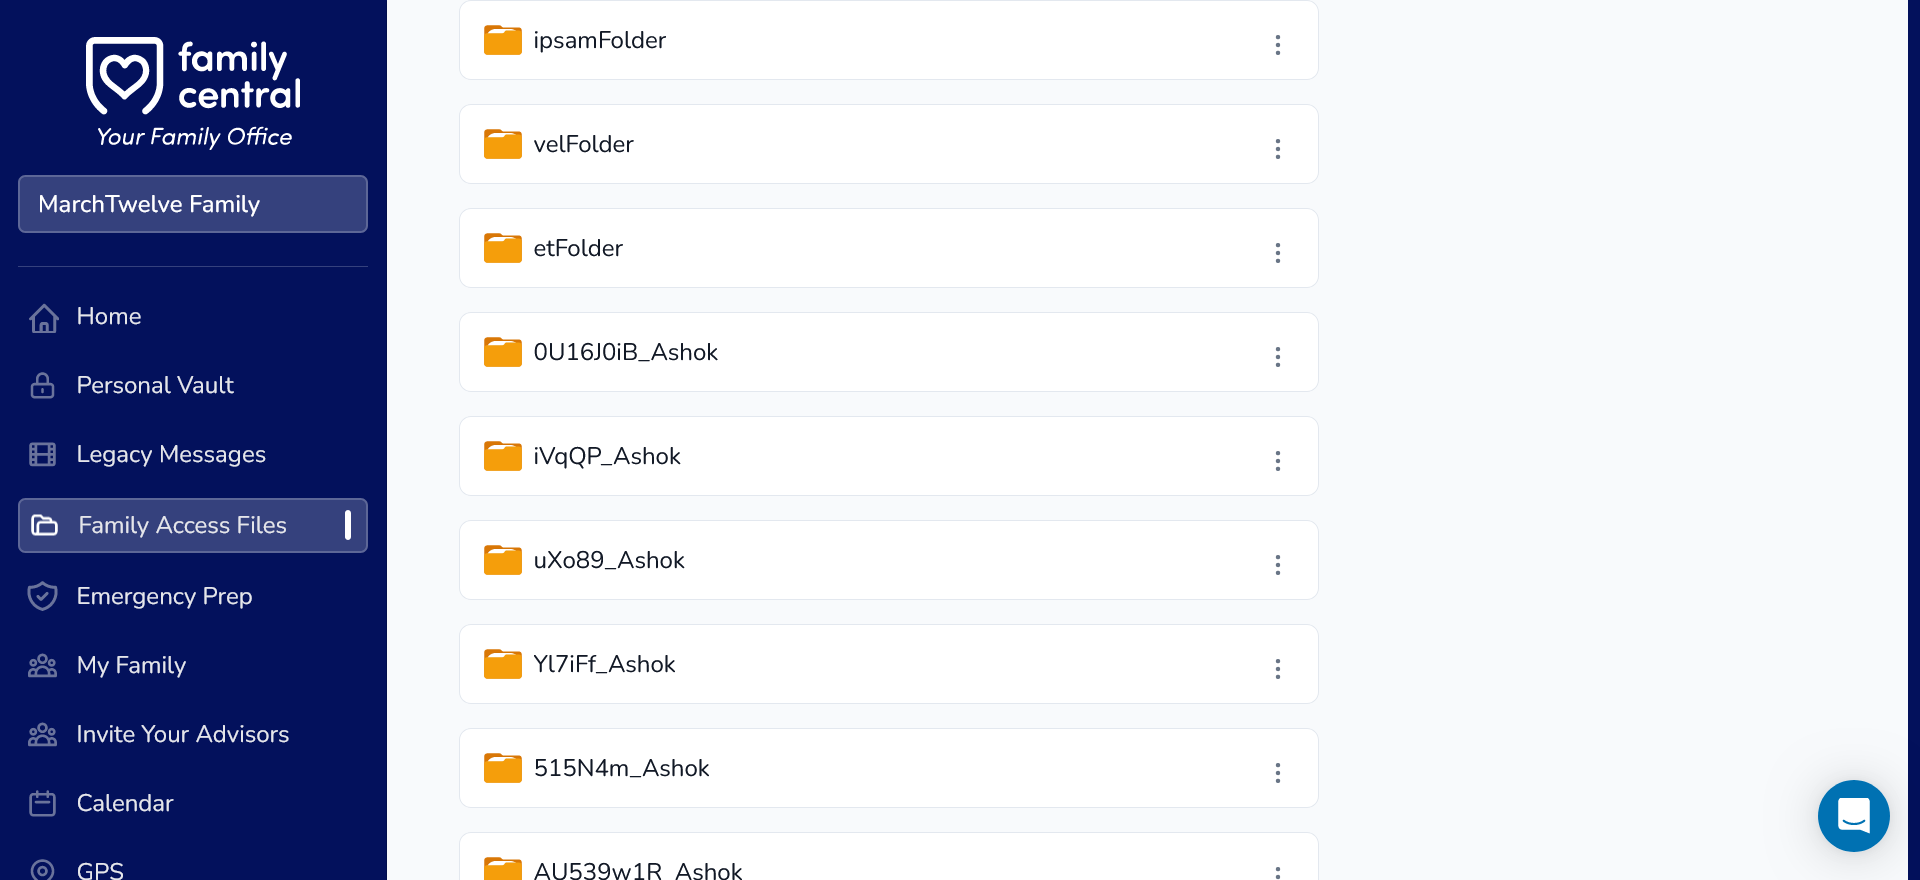 family
central
Your Family Office
MarchTwelve Family
Home
Personal Vault
Legacy Messages
Family Access Files
Emergency Prep
My Family
Invite Your Advisors
Calendar
GPS
ipsamFolder
velFolder
etFolder
0U16J0iB_Ashok
iVqQP_Ashok
uXo89_Ashok
Yl7iFf_Ashok
515N4m_Ashok
AU539w1R_Ashok